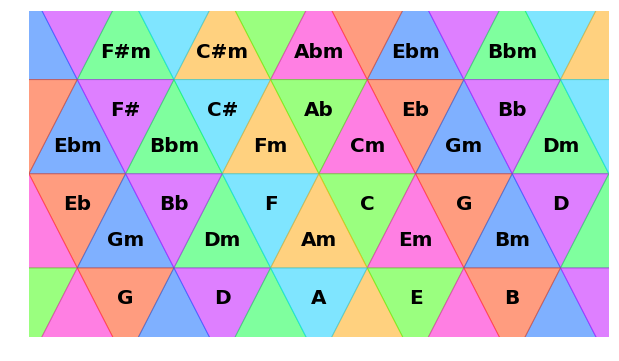 F#m C#m Abm Ebm Bbm
F# C# Ab Eb Bb
Ebm Bbm Fm Cm Gm Dm
Eb Bb F C G D
Gm Dm Am Em Bm
G D A E B